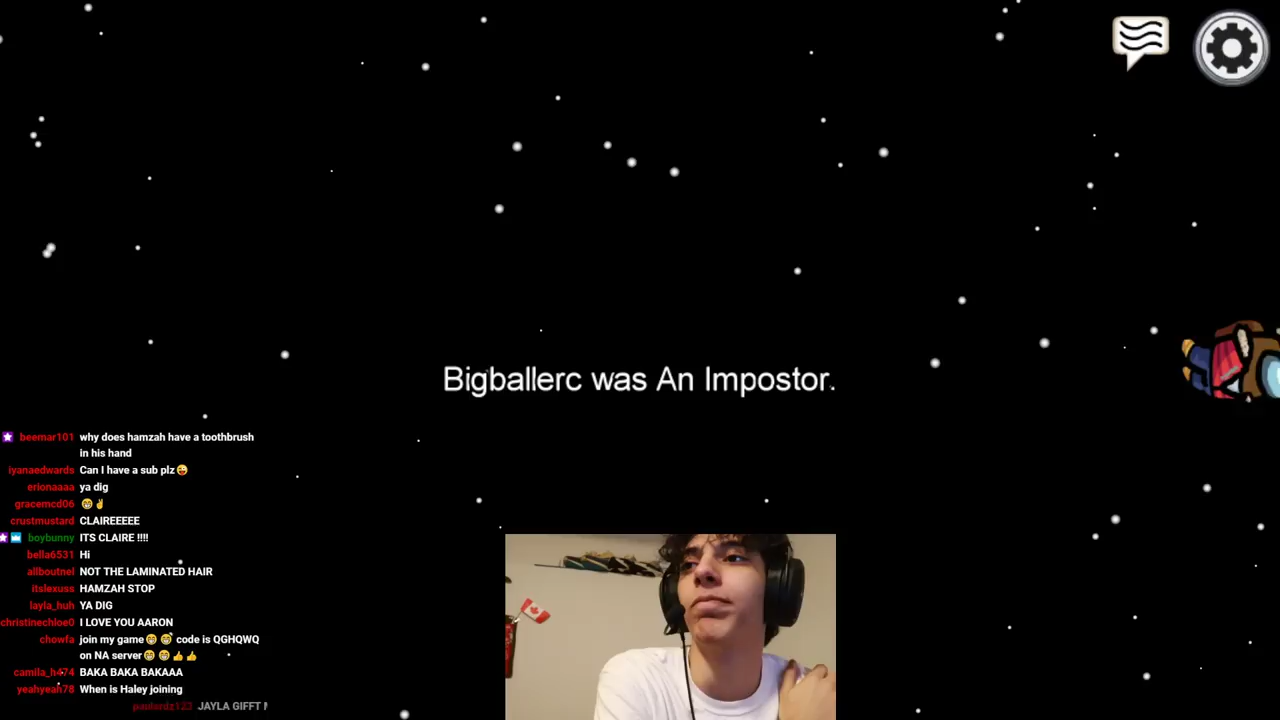 Bigballerc was An Impostor.
beemar101 why does hamzah have a toothbrush
in his hand
iyanaedwards Can I have a sub plz😜
erionaaaa ya dig
gracemcd06 😁✌
crustmustard CLAIREEEEE
boybunny ITS CLAIRE !!!!
bella6531 Hi
allboutnel NOT THE LAMINATED HAIR
itslexuss HAMZAH STOP
layla_huh YA DIG
christinechloe0 I LOVE YOU AARON
chowfa join my game😁😁 code is QGHQWQ
on NA server😁😁👍👍
camila_h474 BAKA BAKA BAKAAA
yeahyeah78 When is Haley joining
JAYLA GIFFT